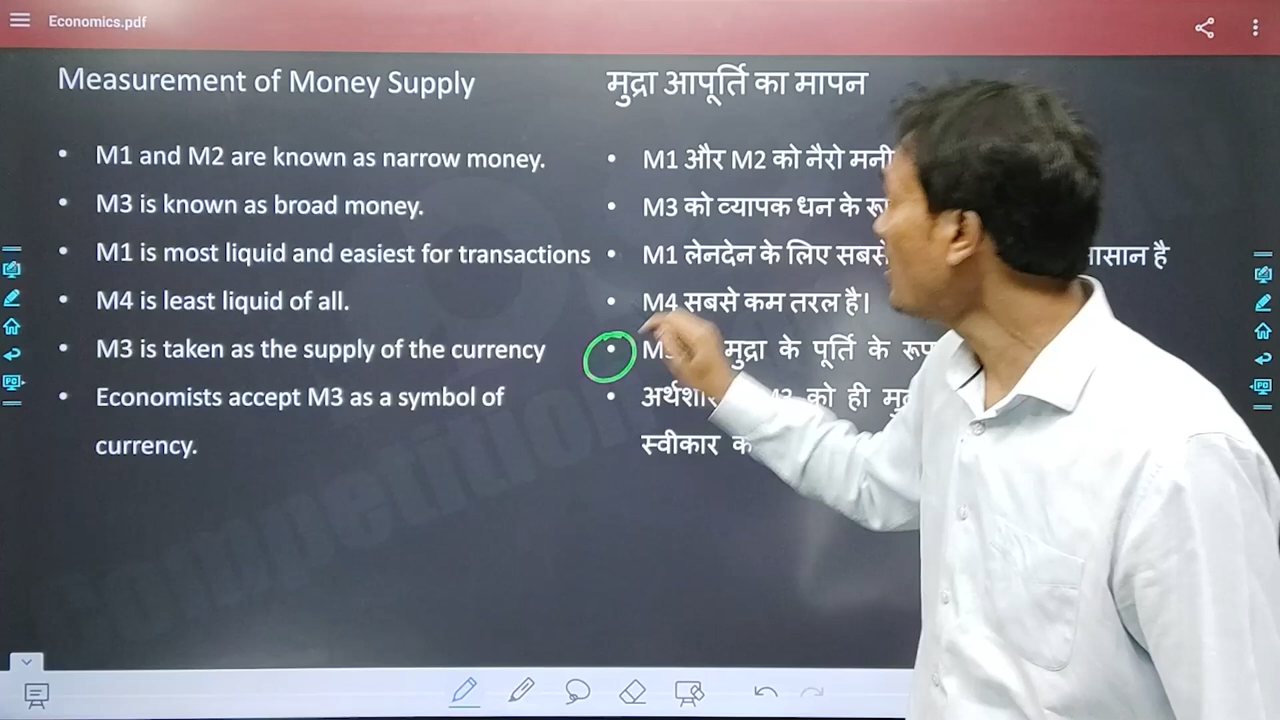 Economics.pdf
Measurement of Money Supply
• M1 and M2 are known as narrow money.
• M3 is known as broad money.
• M1 is most liquid and easiest for transactions
• M4 is least liquid of all.
• M3 is taken as the supply of the currency
• Economists accept M3 as a symbol of
currency.
मुद्रा आपूर्ति का मापन
• M1 और M2 को नैरो मनी
• M3 को व्यापक धन के
• M1 लेनदेन के लिए सबसे है
• M4 सबसे कम तरल है।
• मुद्रा के पूर्ति के
• M3 को ही
स्वीकार